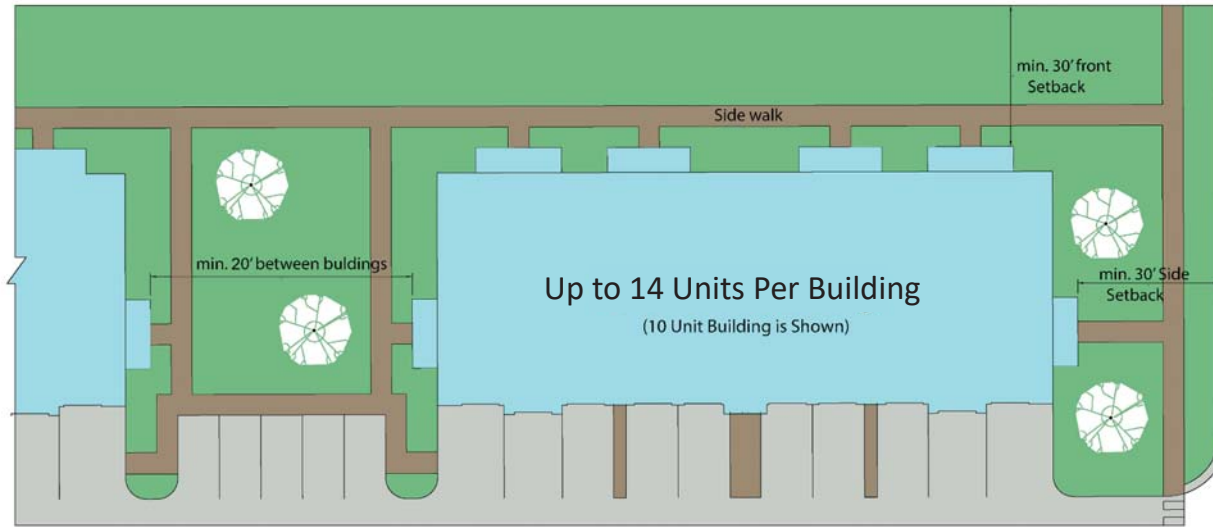 min. 30' front
Setback
Side walk
min. 20' between buldings
min. 30' Side
Setback
Up to 14 Units Per Building
(10 Unit Building is Shown)